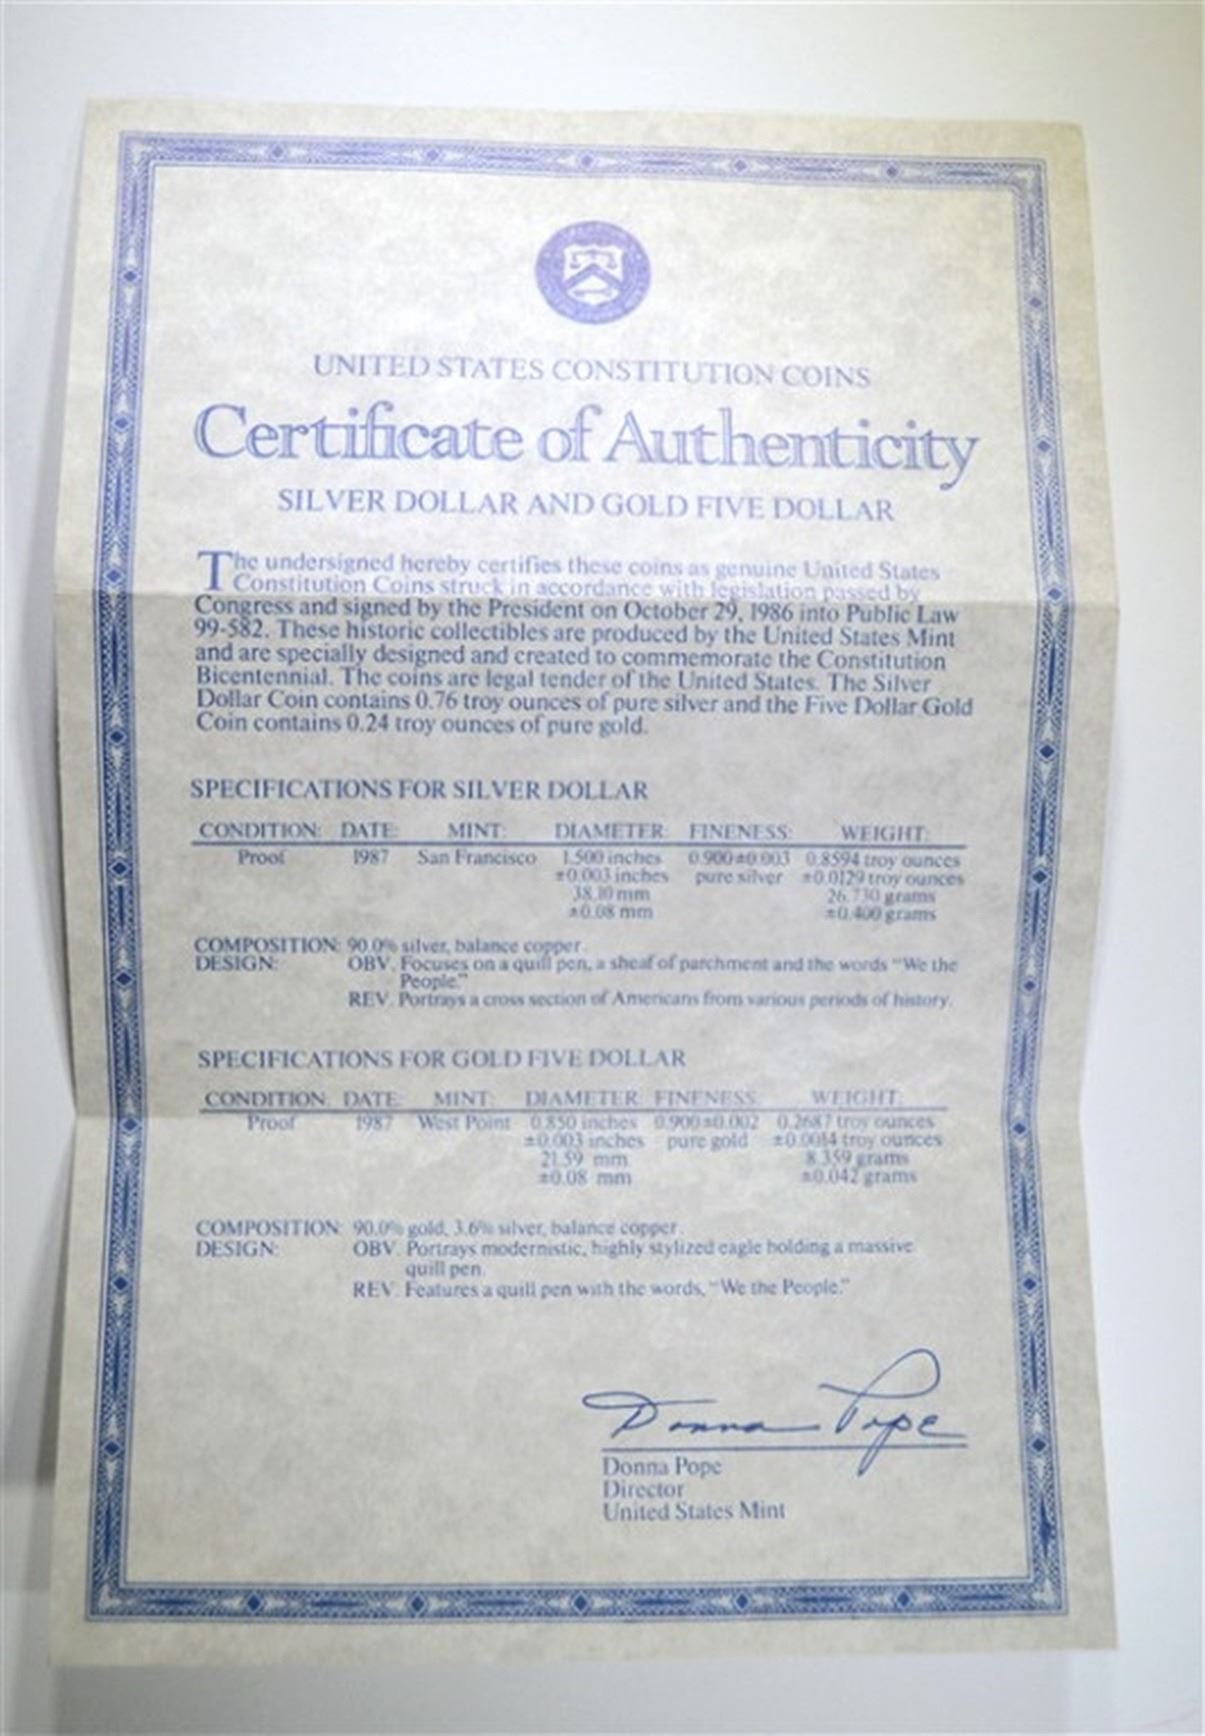 UNITED STATES CONSTITUTION COINS
Certificate of Authenticity
SILVER DOLLAR AND GOLD FIVE DOLLAR
The undersigned hereby certifies these coins as genuine United States
Constitution Coins struck in accordance with legislation passed by
Congress and signed by the President on October 29, 1986 into Public Law
99-582. These historic collectibles are produced by the United States Mint
and are specially designed and created to commemorate the Constitution
Bicentennial. The coins are legal tender of the United States. The Silver
Dollar Coin contains 0.76 troy ounces of pure silver and the Five Dollar Gold
Coin contains 0.24 troy ounces of pure gold.
SPECIFICATIONS FOR SILVER DOLLAR
CONDITION: DATE: MINT: DIAMETER: FINENESS: WEIGHT:
Proof 1987 San Francisco 1.500 inches 0.900±0.003 0.8594 troy ounces
±0.003 inches pure silver ±0.0129 troy ounces
38.10 mm 26.730 grams
±0.08 mm ±0.400 grams
COMPOSITION: 90.0% silver, balance copper.
DESIGN: OBV. Focuses on a quill pen, a sheaf of parchment and the words "We the
People."
REV. Portrays a cross section of Americans from various periods of history.
SPECIFICATIONS FOR GOLD FIVE DOLLAR
CONDITION: DATE: MINT: DIAMETER: FINENESS: WEIGHT:
Proof 1987 West Point 0.850 inches 0.900±0.002 0.2687 troy ounces
±0.003 inches pure gold ±0.0014 troy ounces
21.59 mm 8.359 grams
±0.08 mm ±0.042 grams
COMPOSITION: 90.0% gold, 3.6% silver, balance copper.
DESIGN: OBV. Portrays modernistic, highly stylized eagle holding a massive
quill pen.
REV. Features a quill pen with the words, "We the People."
Donna Pope
Donna Pope
Director
United States Mint